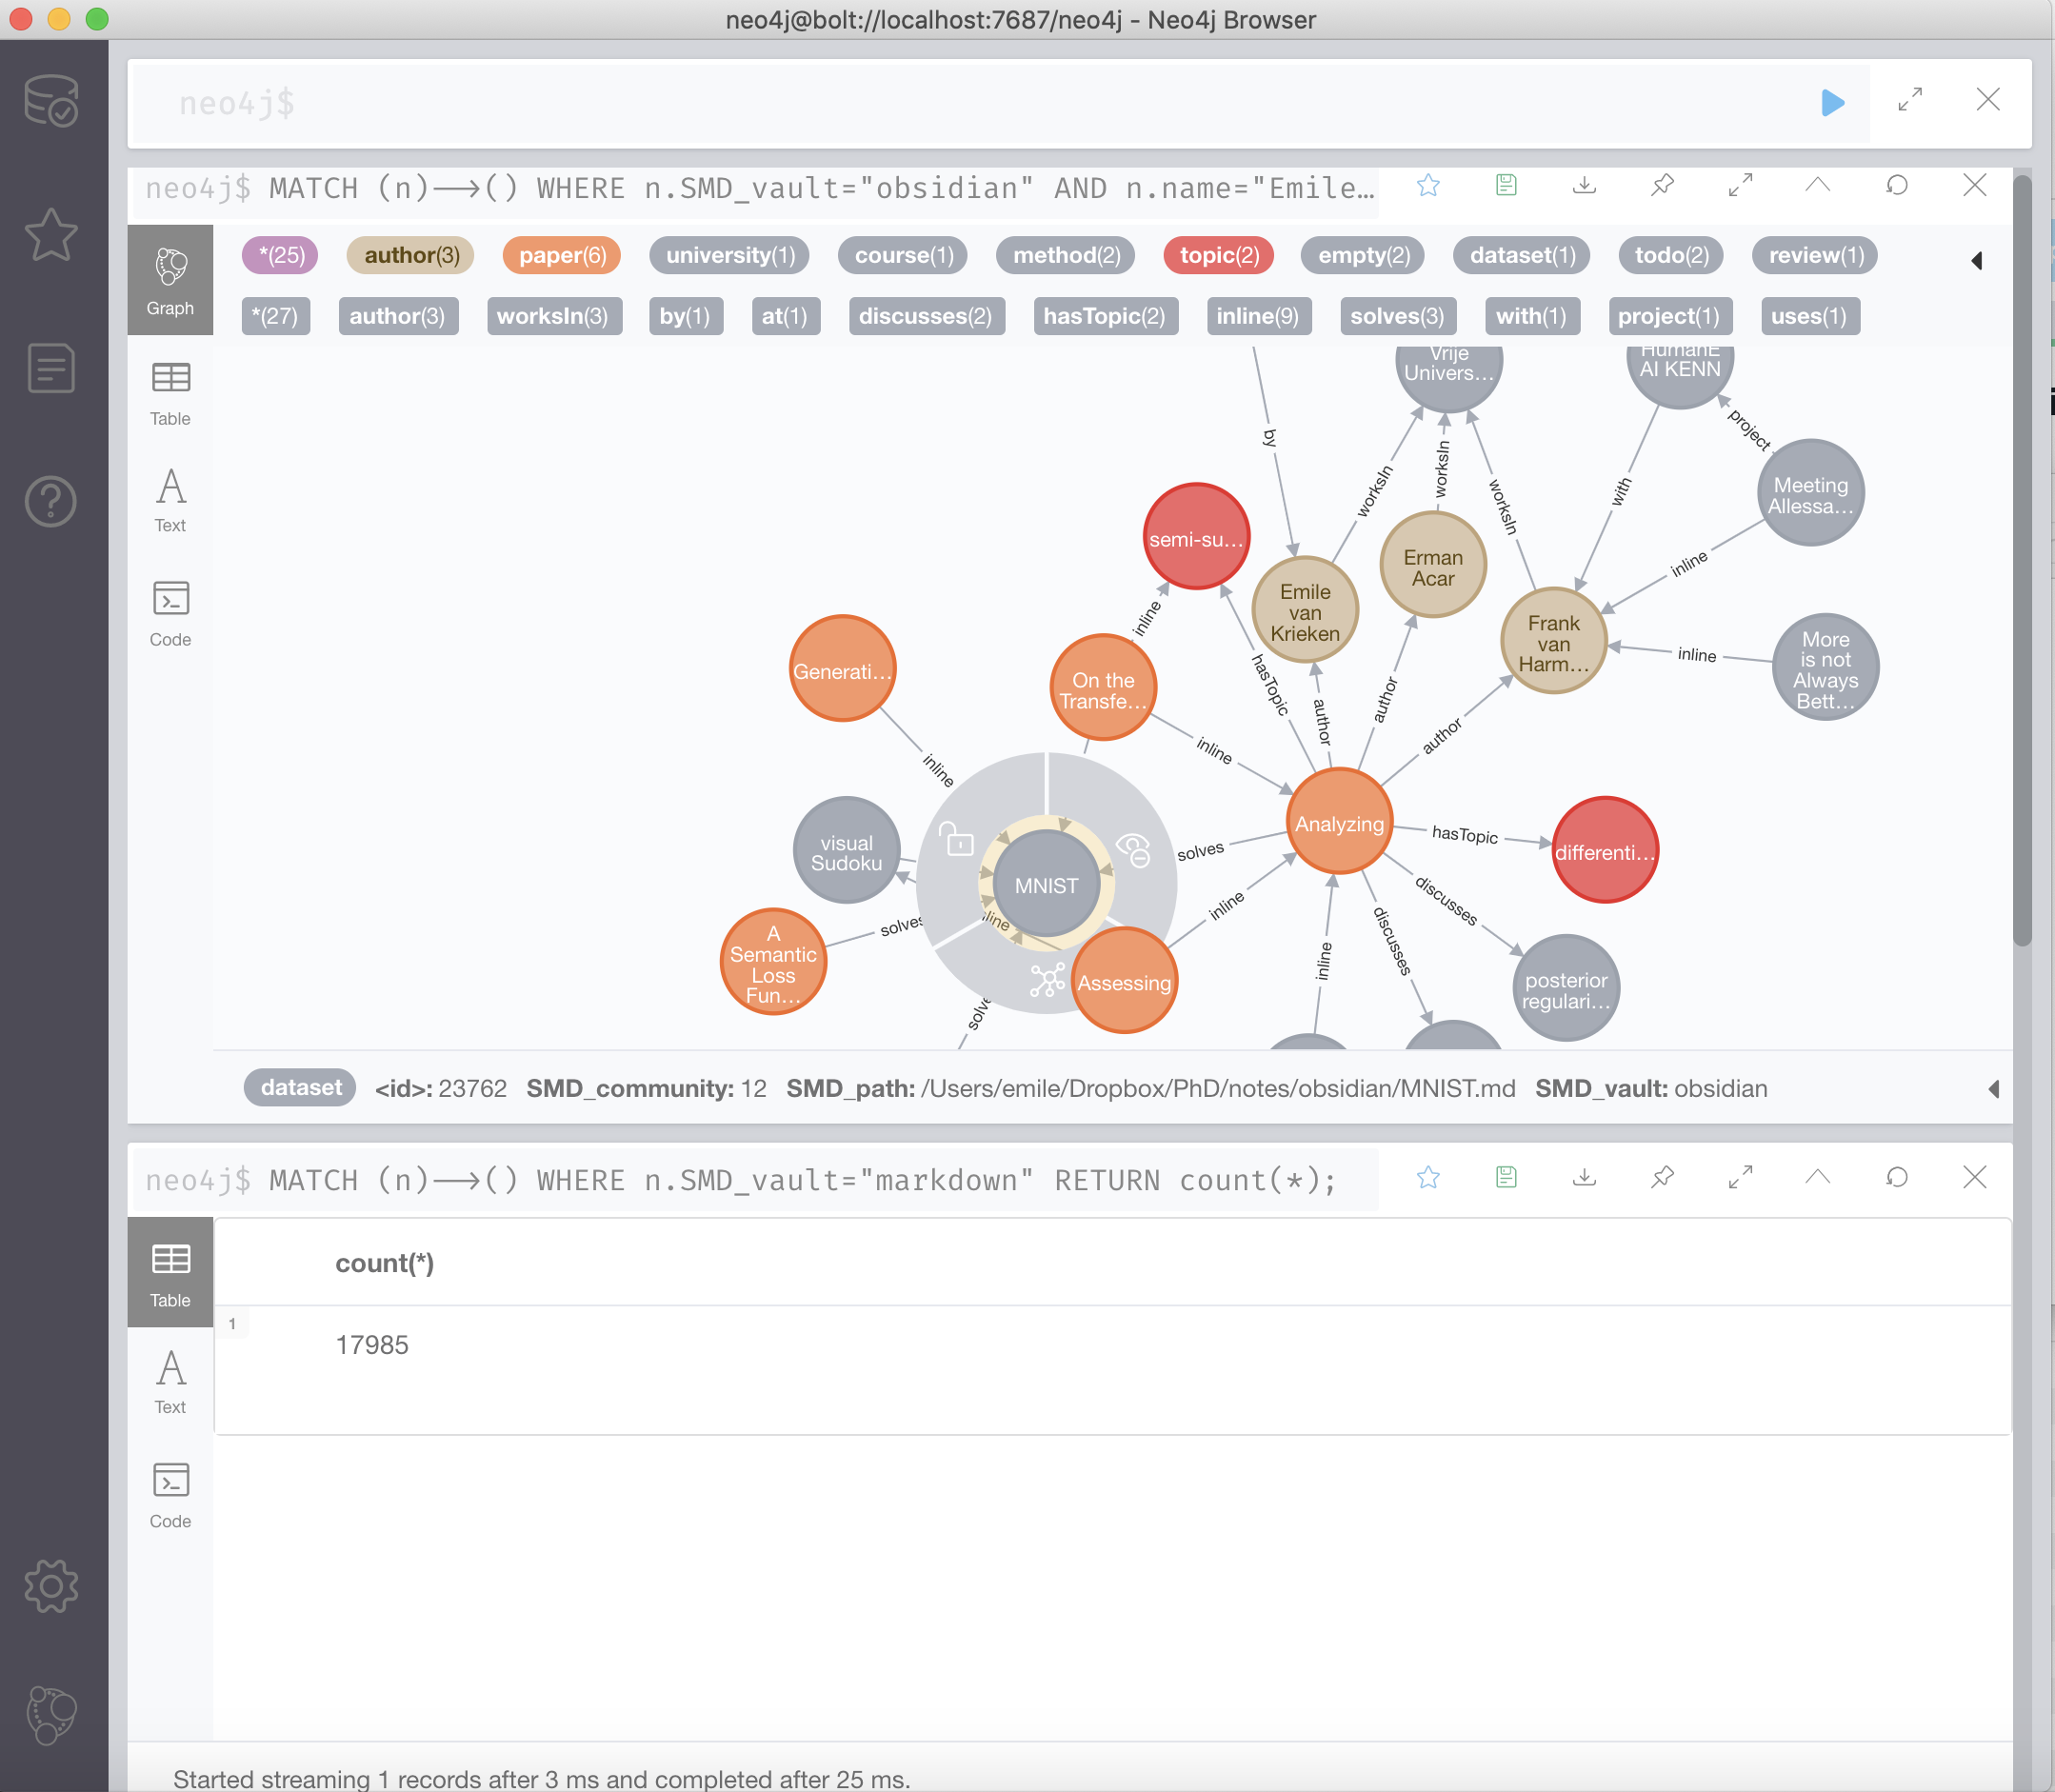 neo4j@bolt://localhost:7687/neo4j - Neo4j Browser
neo4j$
neo4j$ MATCH (n)⟶() WHERE n.SMD_vault="obsidian" AND n.name="Emile…
*(25) author(3) paper(6) university(1) course(1) method(2) topic(2) empty(2) dataset(1) todo(2) review(1)
*(27) author(3) worksIn(3) by(1) at(1) discusses(2) hasTopic(2) inline(9) solves(3) with(1) project(1) uses(1)
Graph
Table
Text
Code
Vrije
Univers…
HumanE
AI KENN
project
by
worksIn
worksIn
worksIn
with
Meeting
Allessa…
inline
semi-su…
Emile
van
Krieken
Erman
Acar
Frank
van
Harm…
inline
More
is not
Always
Bett…
inline
hasTopic
author
author
author
Generati…
On the
Transfe…
inline
inline
visual
Sudoku
MNIST
solves
Analyzing
hasTopic
differenti…
A
Semantic
Loss
Fun…
solves
inline
Assessing
inline
inline
discusses
discusses
posterior
regulari…
solve
dataset <id>: 23762 SMD_community: 12 SMD_path: /Users/emile/Dropbox/PhD/notes/obsidian/MNIST.md SMD_vault: obsidian
neo4j$ MATCH (n)⟶() WHERE n.SMD_vault="markdown" RETURN count(*);
Table
Text
Code
count(*)
1
17985
Started streaming 1 records after 3 ms and completed after 25 ms.